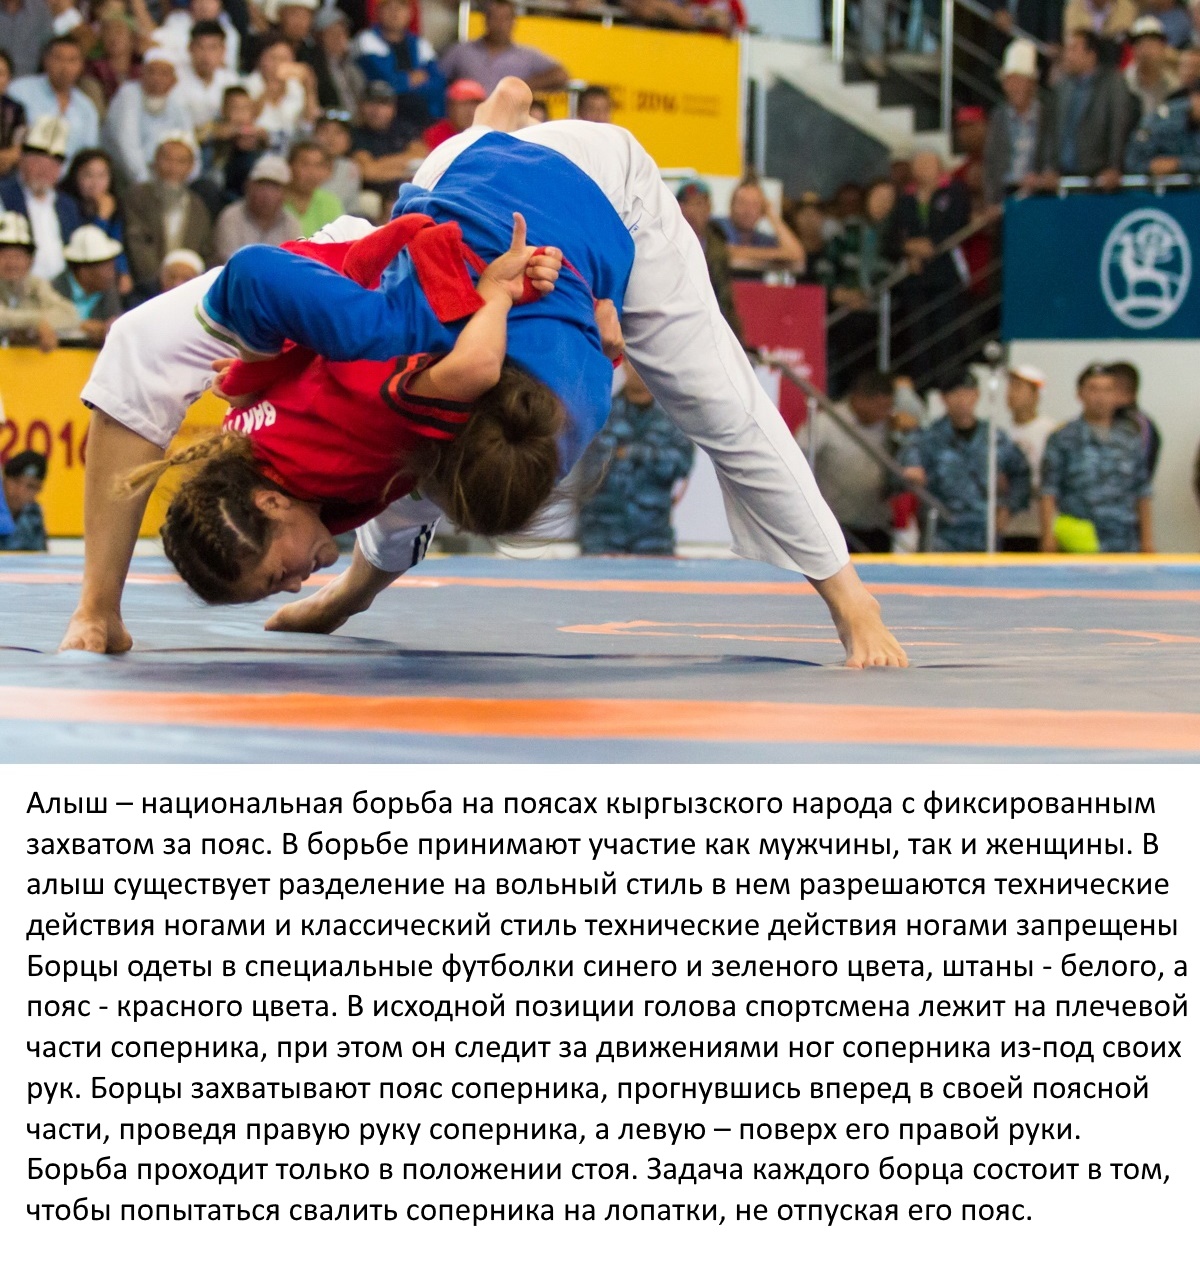 2016
2016
BAKT
Алыш – национальная борьба на поясах кыргызского народа с фиксированным
захватом за пояс. В борьбе принимают участие как мужчины, так и женщины. В
алыш существует разделение на вольный стиль в нем разрешаются технические
действия ногами и классический стиль технические действия ногами запрещены
Борцы одеты в специальные футболки синего и зеленого цвета, штаны - белого, а
пояс - красного цвета. В исходной позиции голова спортсмена лежит на плечевой
части соперника, при этом он следит за движениями ног соперника из-под своих
рук. Борцы захватывают пояс соперника, прогнувшись вперед в своей поясной
части, проведя правую руку соперника, а левую – поверх его правой руки.
Борьба проходит только в положении стоя. Задача каждого борца состоит в том,
чтобы попытаться свалить соперника на лопатки, не отпуская его пояс.